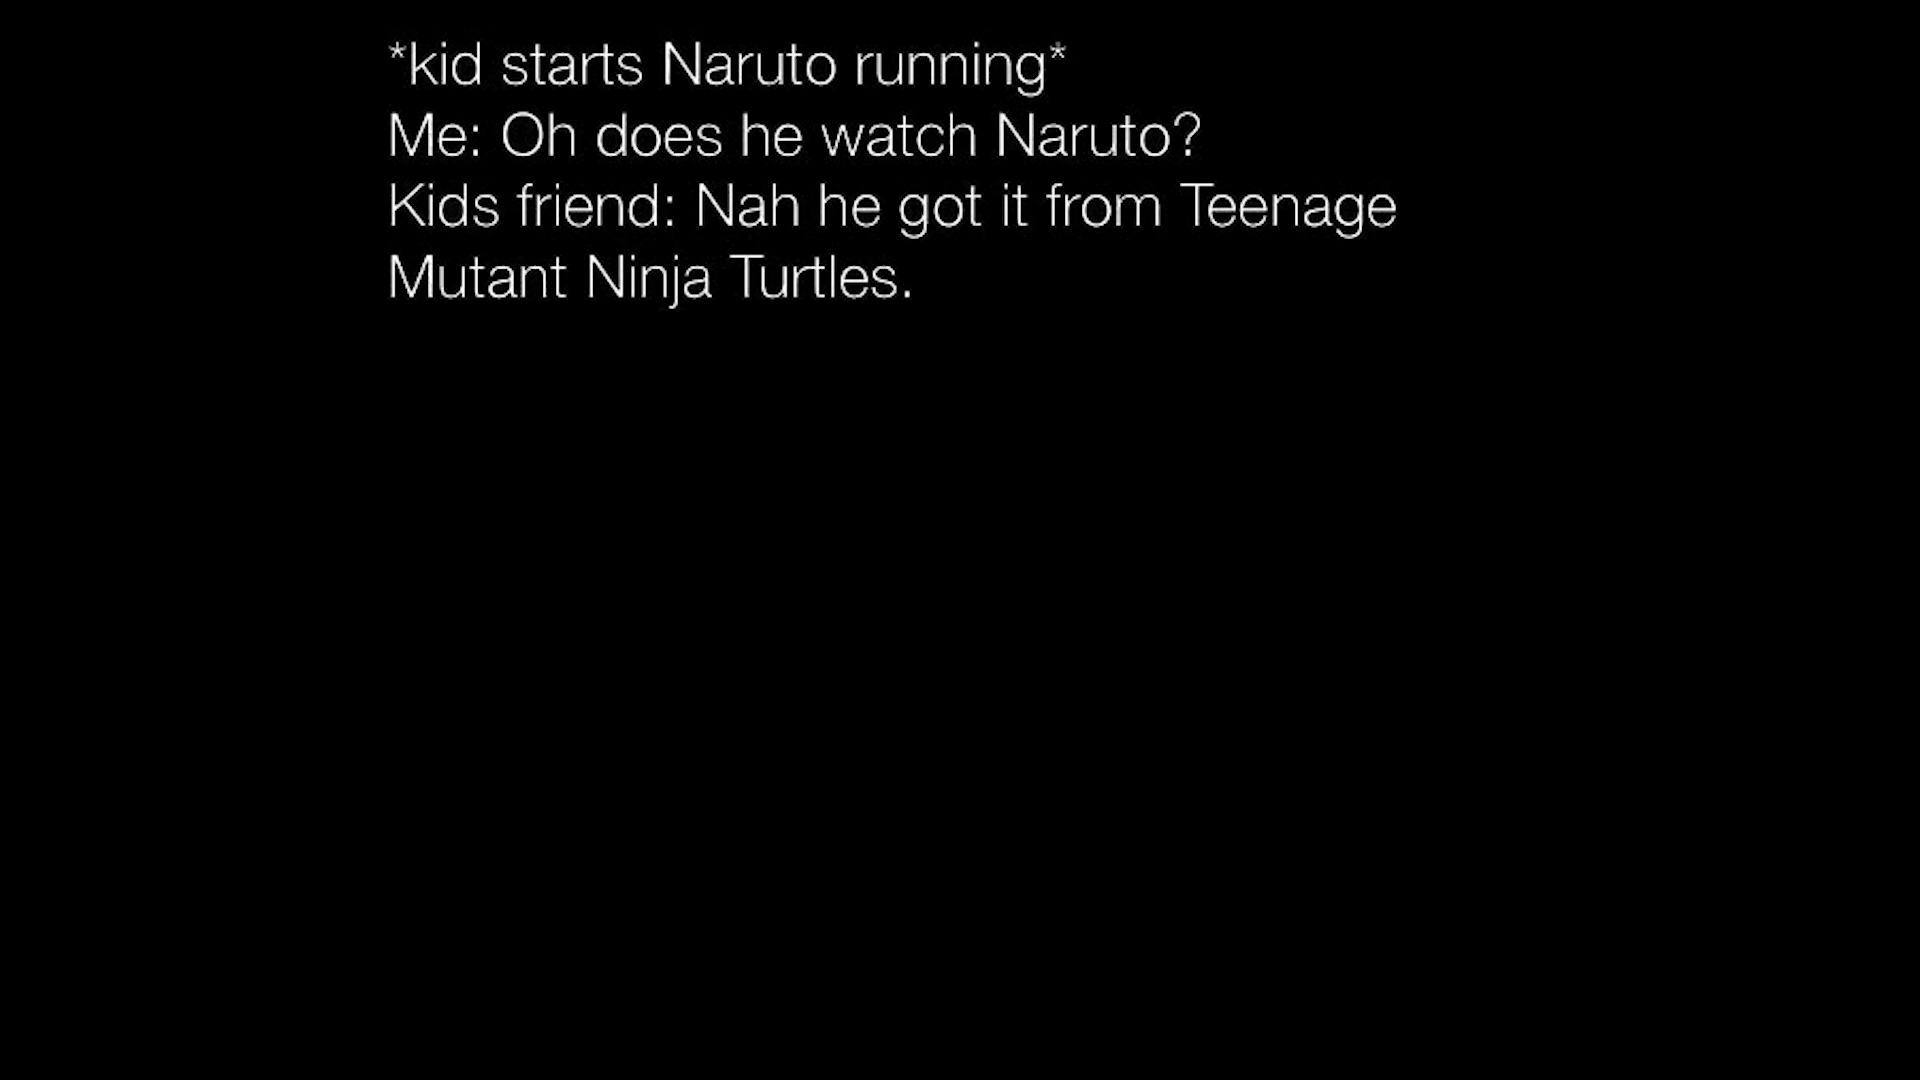 *kid starts Naruto running*
Me: Oh does he watch Naruto?
Kids friend: Nah he got it from Teenage
Mutant Ninja Turtles.